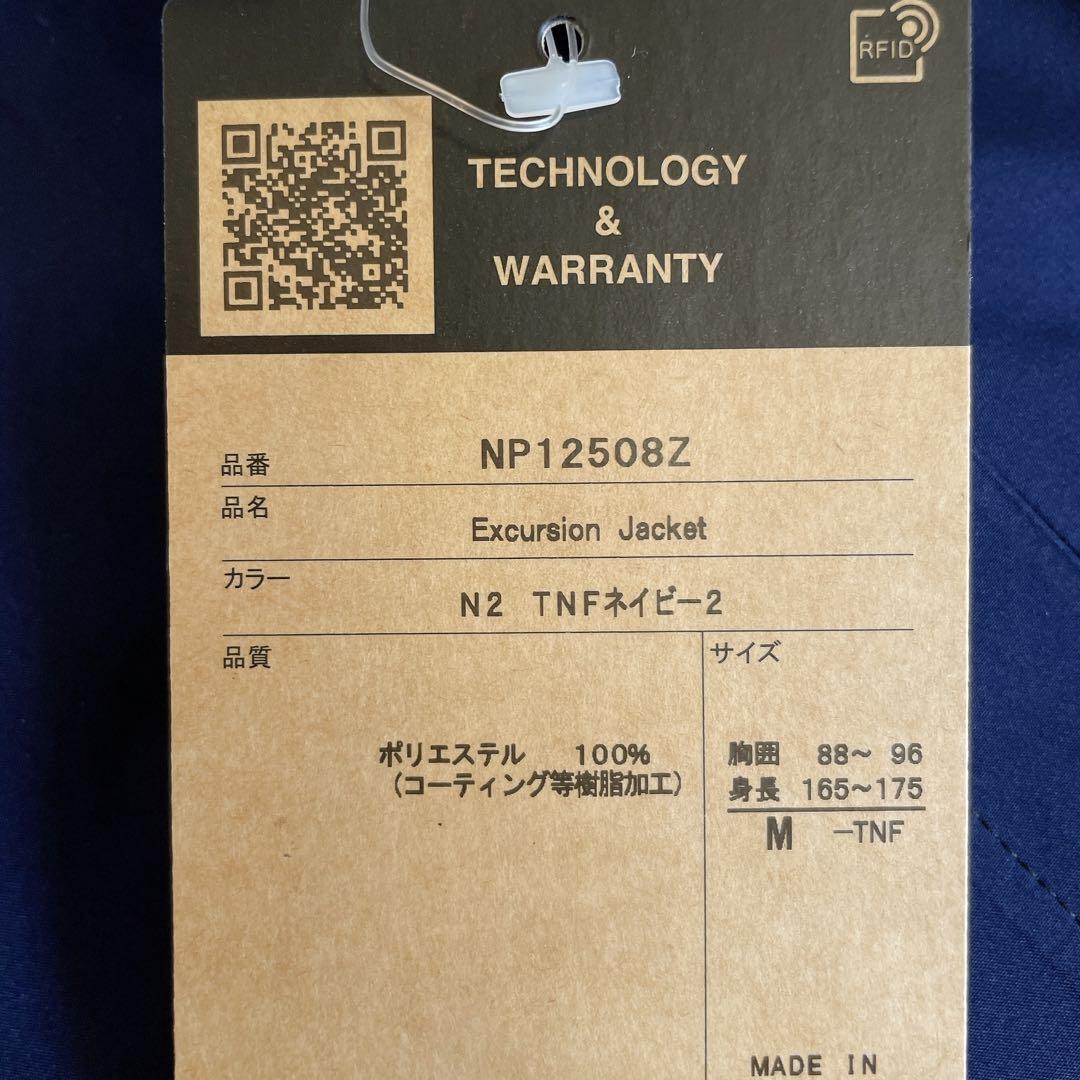 RFID
TECHNOLOGY
&
WARRANTY
品番 NP12508Z
品名
Excursion Jacket
カラー
N2 TNFネイビー2
品質
ポリエステル 100%
(コーティング等樹脂加工)
サイズ
胸囲 88〜 96
身長 165〜175
M -TNF
MADE IN